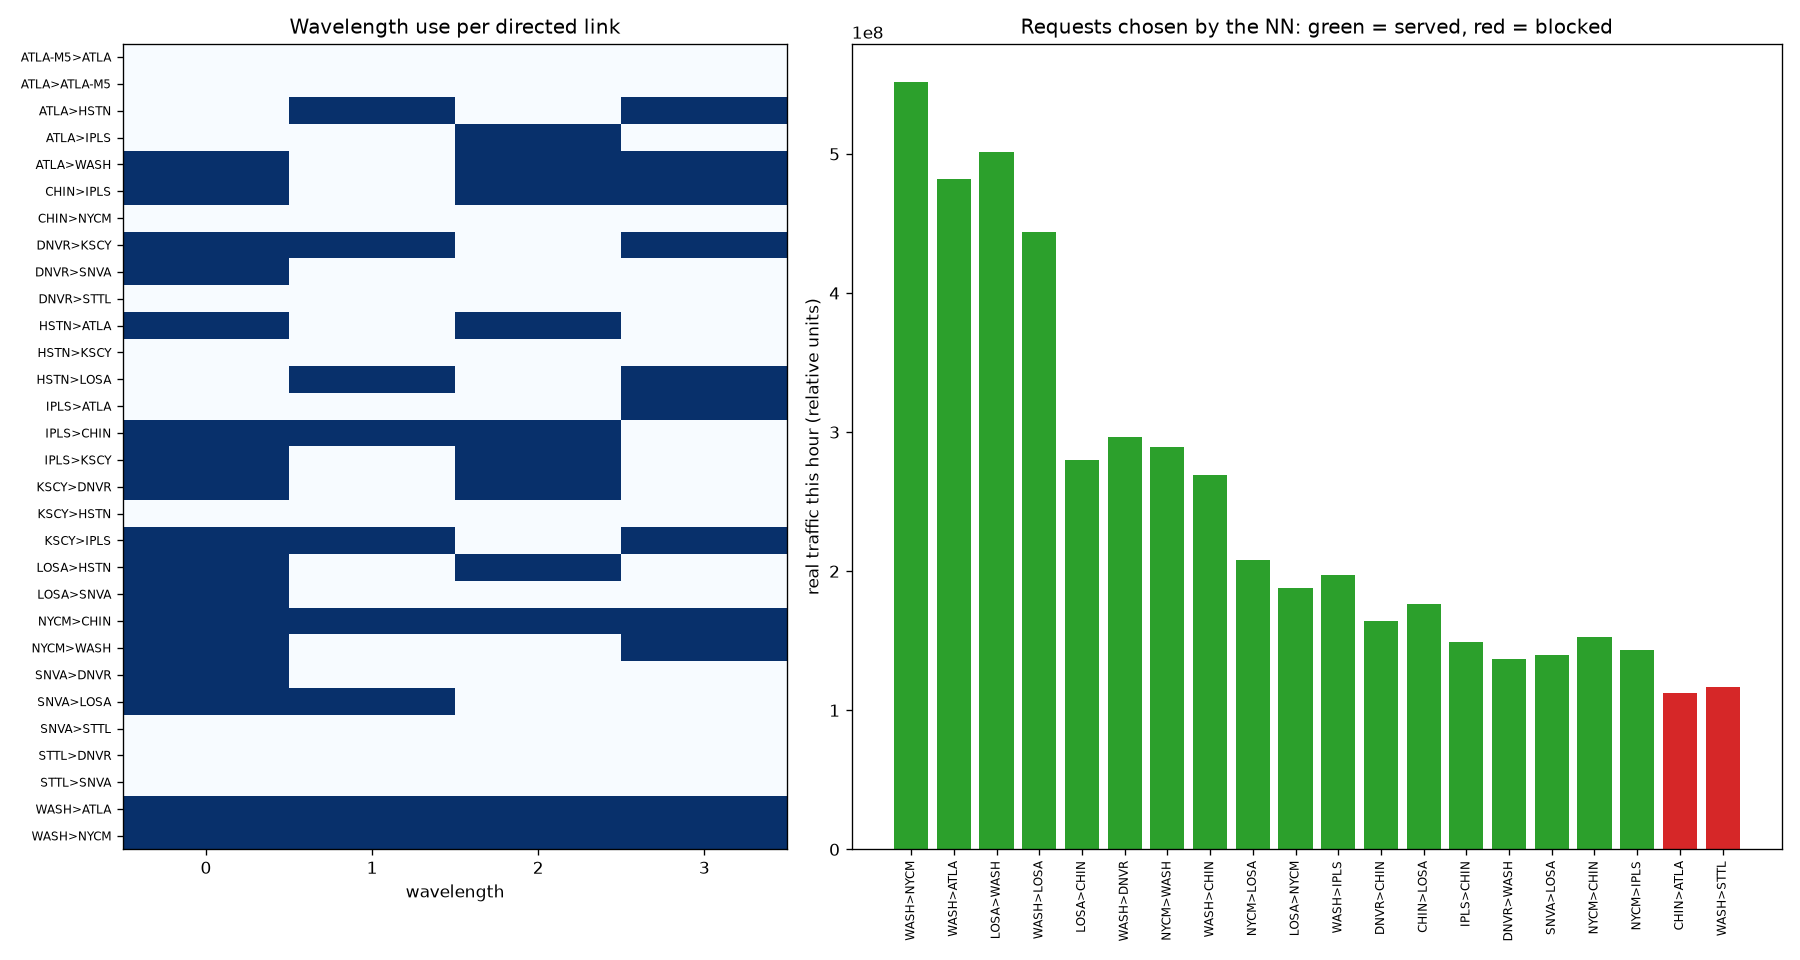 Wavelength use per directed link
ATLA-M5>ATLA
ATLA>ATLA-M5
ATLA>HSTN
ATLA>IPLS
ATLA>WASH
CHIN>IPLS
CHIN>NYCM
DNVR>KSCY
DNVR>SNVA
DNVR>STTL
HSTN>ATLA
HSTN>KSCY
HSTN>LOSA
IPLS>ATLA
IPLS>CHIN
IPLS>KSCY
KSCY>DNVR
KSCY>HSTN
KSCY>IPLS
LOSA>HSTN
LOSA>SNVA
NYCM>CHIN
NYCM>WASH
SNVA>DNVR
SNVA>LOSA
SNVA>STTL
STTL>DNVR
STTL>SNVA
WASH>ATLA
WASH>NYCM
0 1 2 3
wavelength
Requests chosen by the NN: green = served, red = blocked
1e8
5
4
3
2
1
0
real traffic this hour (relative units)
WASH>NYCM
WASH>ATLA
LOSA>WASH
WASH>LOSA
LOSA>CHIN
WASH>DNVR
NYCM>WASH
WASH>CHIN
NYCM>LOSA
LOSA>NYCM
WASH>IPLS
DNVR>CHIN
CHIN>LOSA
IPLS>CHIN
DNVR>WASH
SNVA>LOSA
NYCM>CHIN
NYCM>IPLS
CHIN>ATLA
WASH>STTL